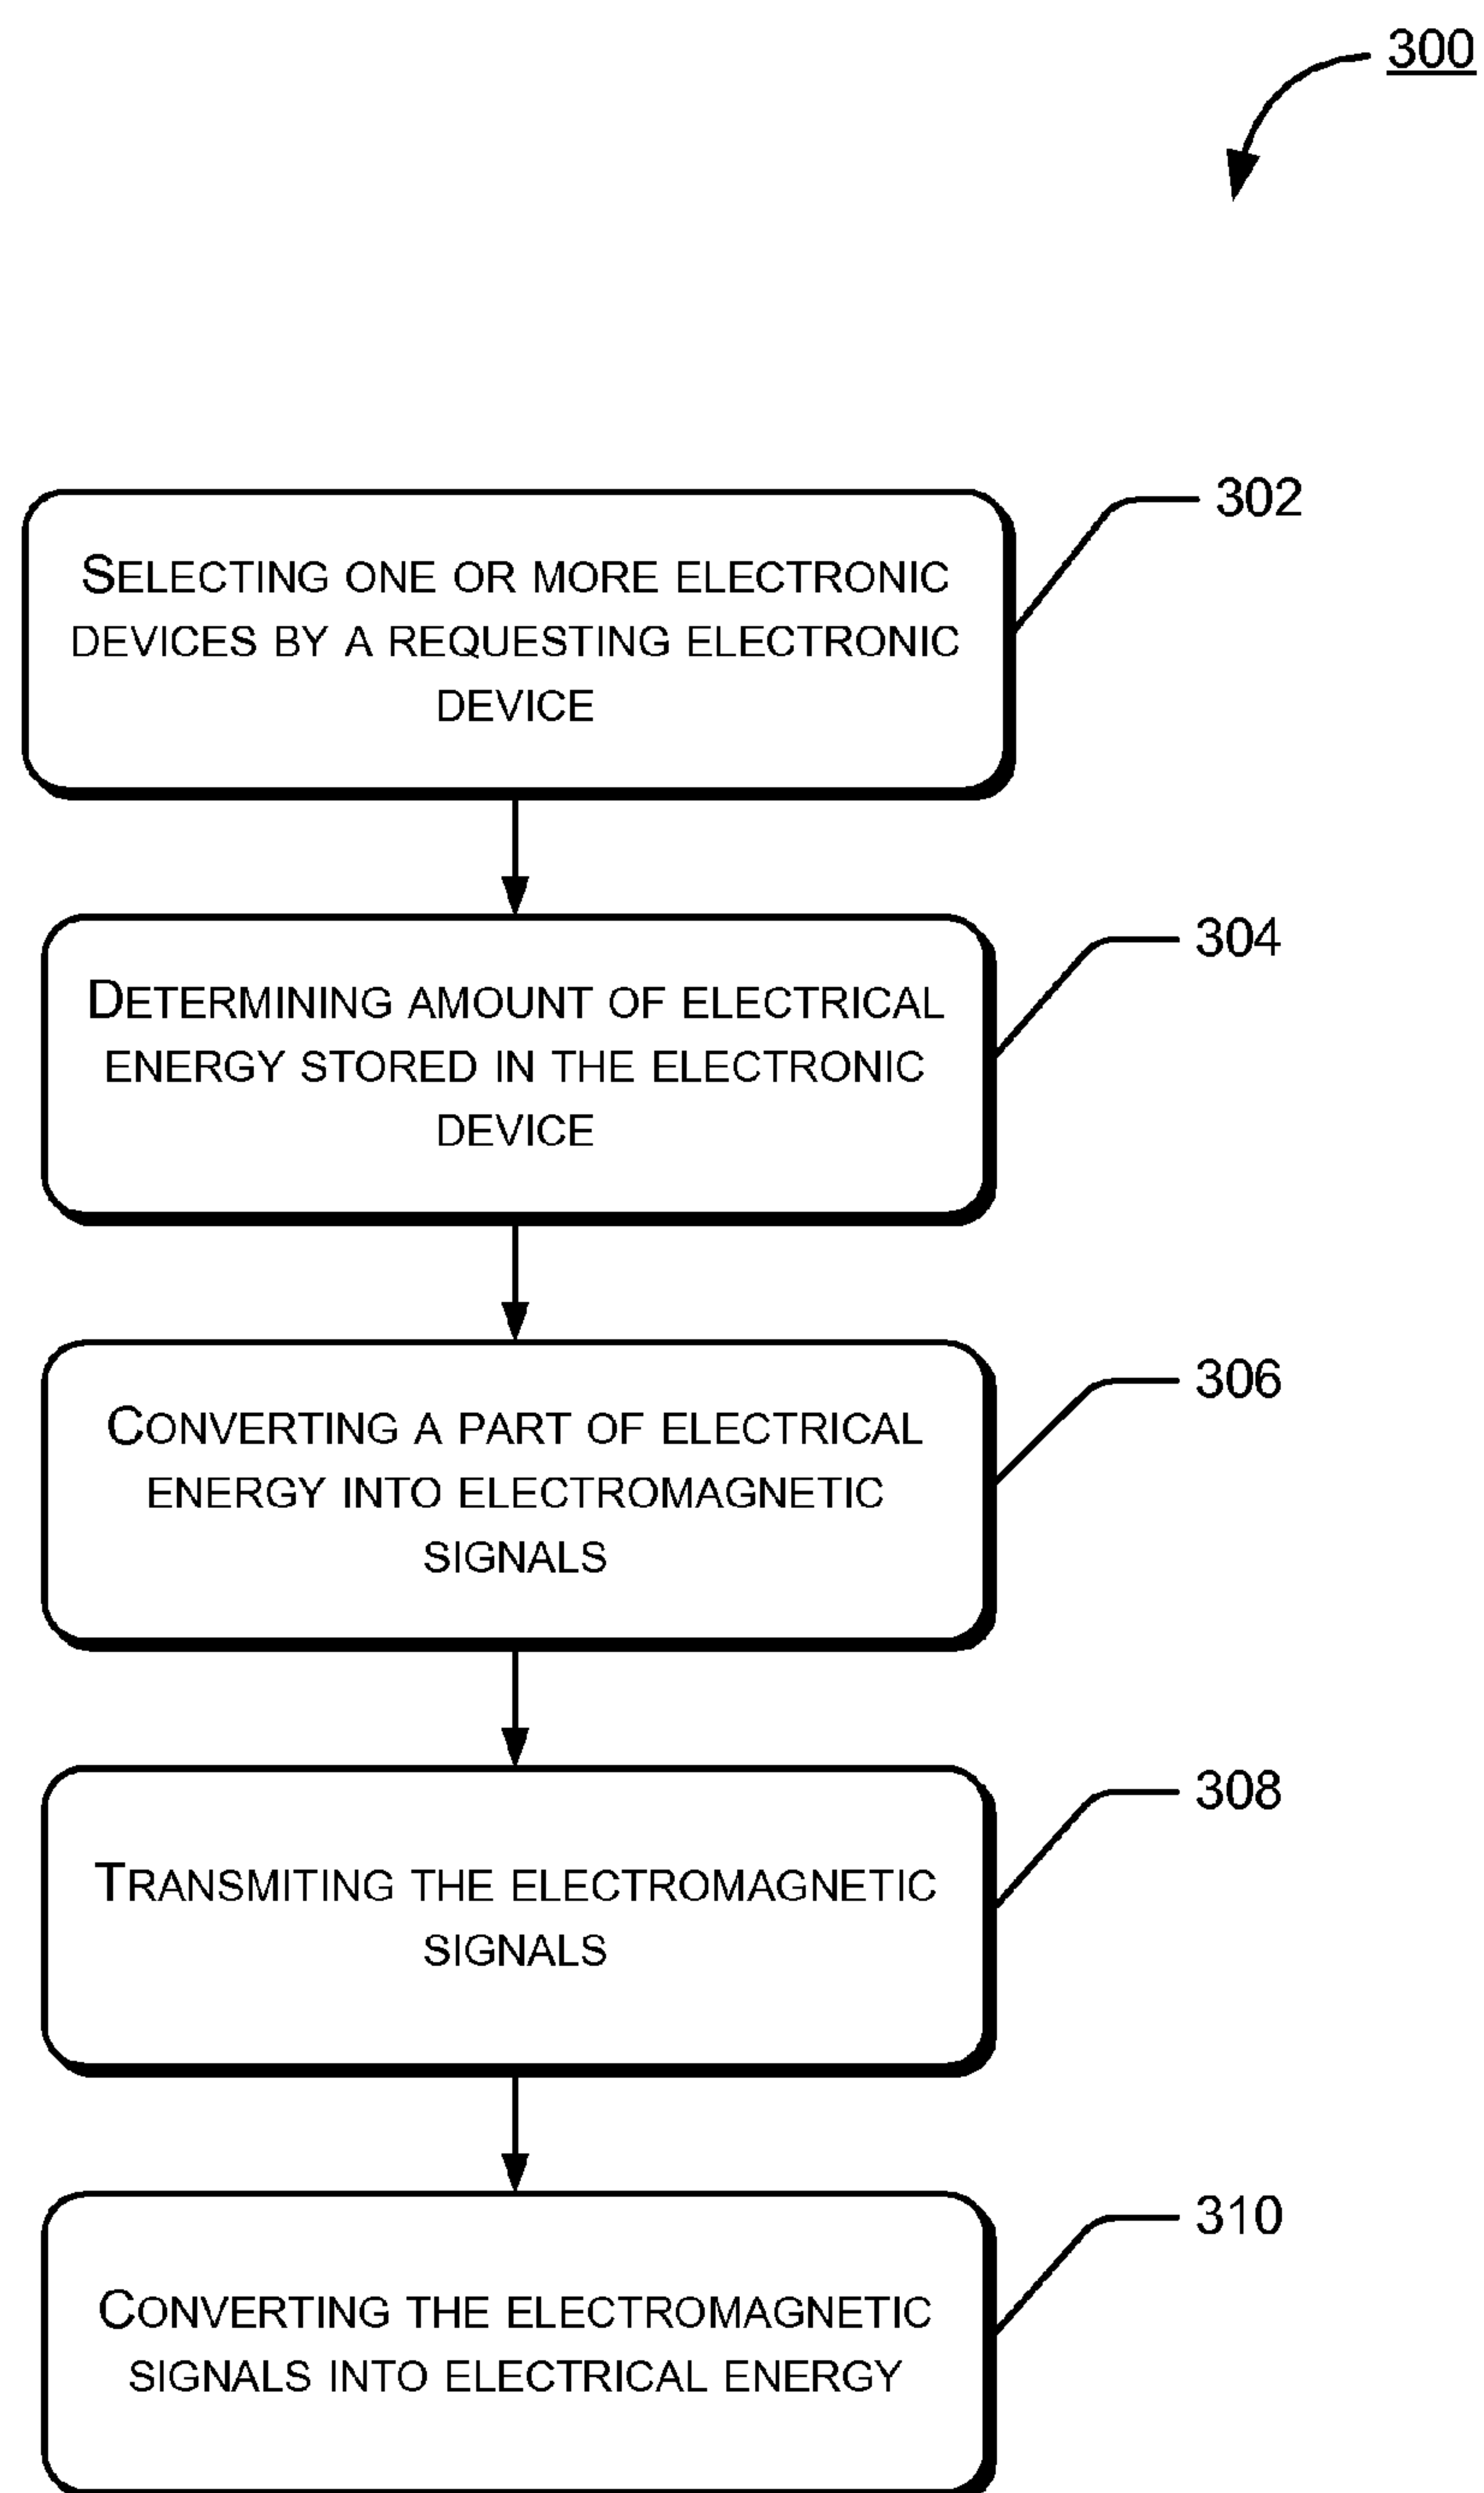 300
302
SELECTING ONE OR MORE ELECTRONIC
DEVICES BY A REQUESTING ELECTRONIC
DEVICE
304
DETERMINING AMOUNT OF ELECTRICAL
ENERGY STORED IN THE ELECTRONIC
DEVICE
306
CONVERTING A PART OF ELECTRICAL
ENERGY INTO ELECTROMAGNETIC
SIGNALS
308
TRANSMITING THE ELECTROMAGNETIC
SIGNALS
310
CONVERTING THE ELECTROMAGNETIC
SIGNALS INTO ELECTRICAL ENERGY